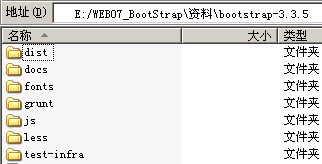 地址(D) E:/WEB07_BootStrap\资料\bootstrap-3.3.5
名称 大小 类型
dist 文件夹
docs 文件夹
fonts 文件夹
grunt 文件夹
js 文件夹
less 文件夹
test-infra 文件夹